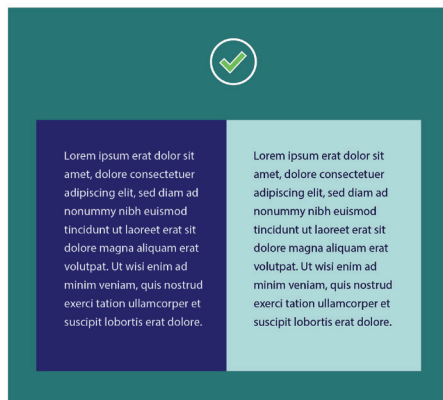 Lorem ipsum erat dolor sit
amet, dolore consectetuer
adipiscing elit, sed diam ad
nonummy nibh euismod
tincidunt ut laoreet erat sit
dolore magna aliquam erat
volutpat. Ut wisi enim ad
minim veniam, quis nostrud
exerci tation ullamcorper et
suscipit lobortis erat dolore.
Lorem ipsum erat dolor sit
amet, dolore consectetuer
adipiscing elit, sed diam ad
nonummy nibh euismod
tincidunt ut laoreet erat sit
dolore magna aliquam erat
volutpat. Ut wisi enim ad
minim veniam, quis nostrud
exerci tation ullamcorper et
suscipit lobortis erat dolore.